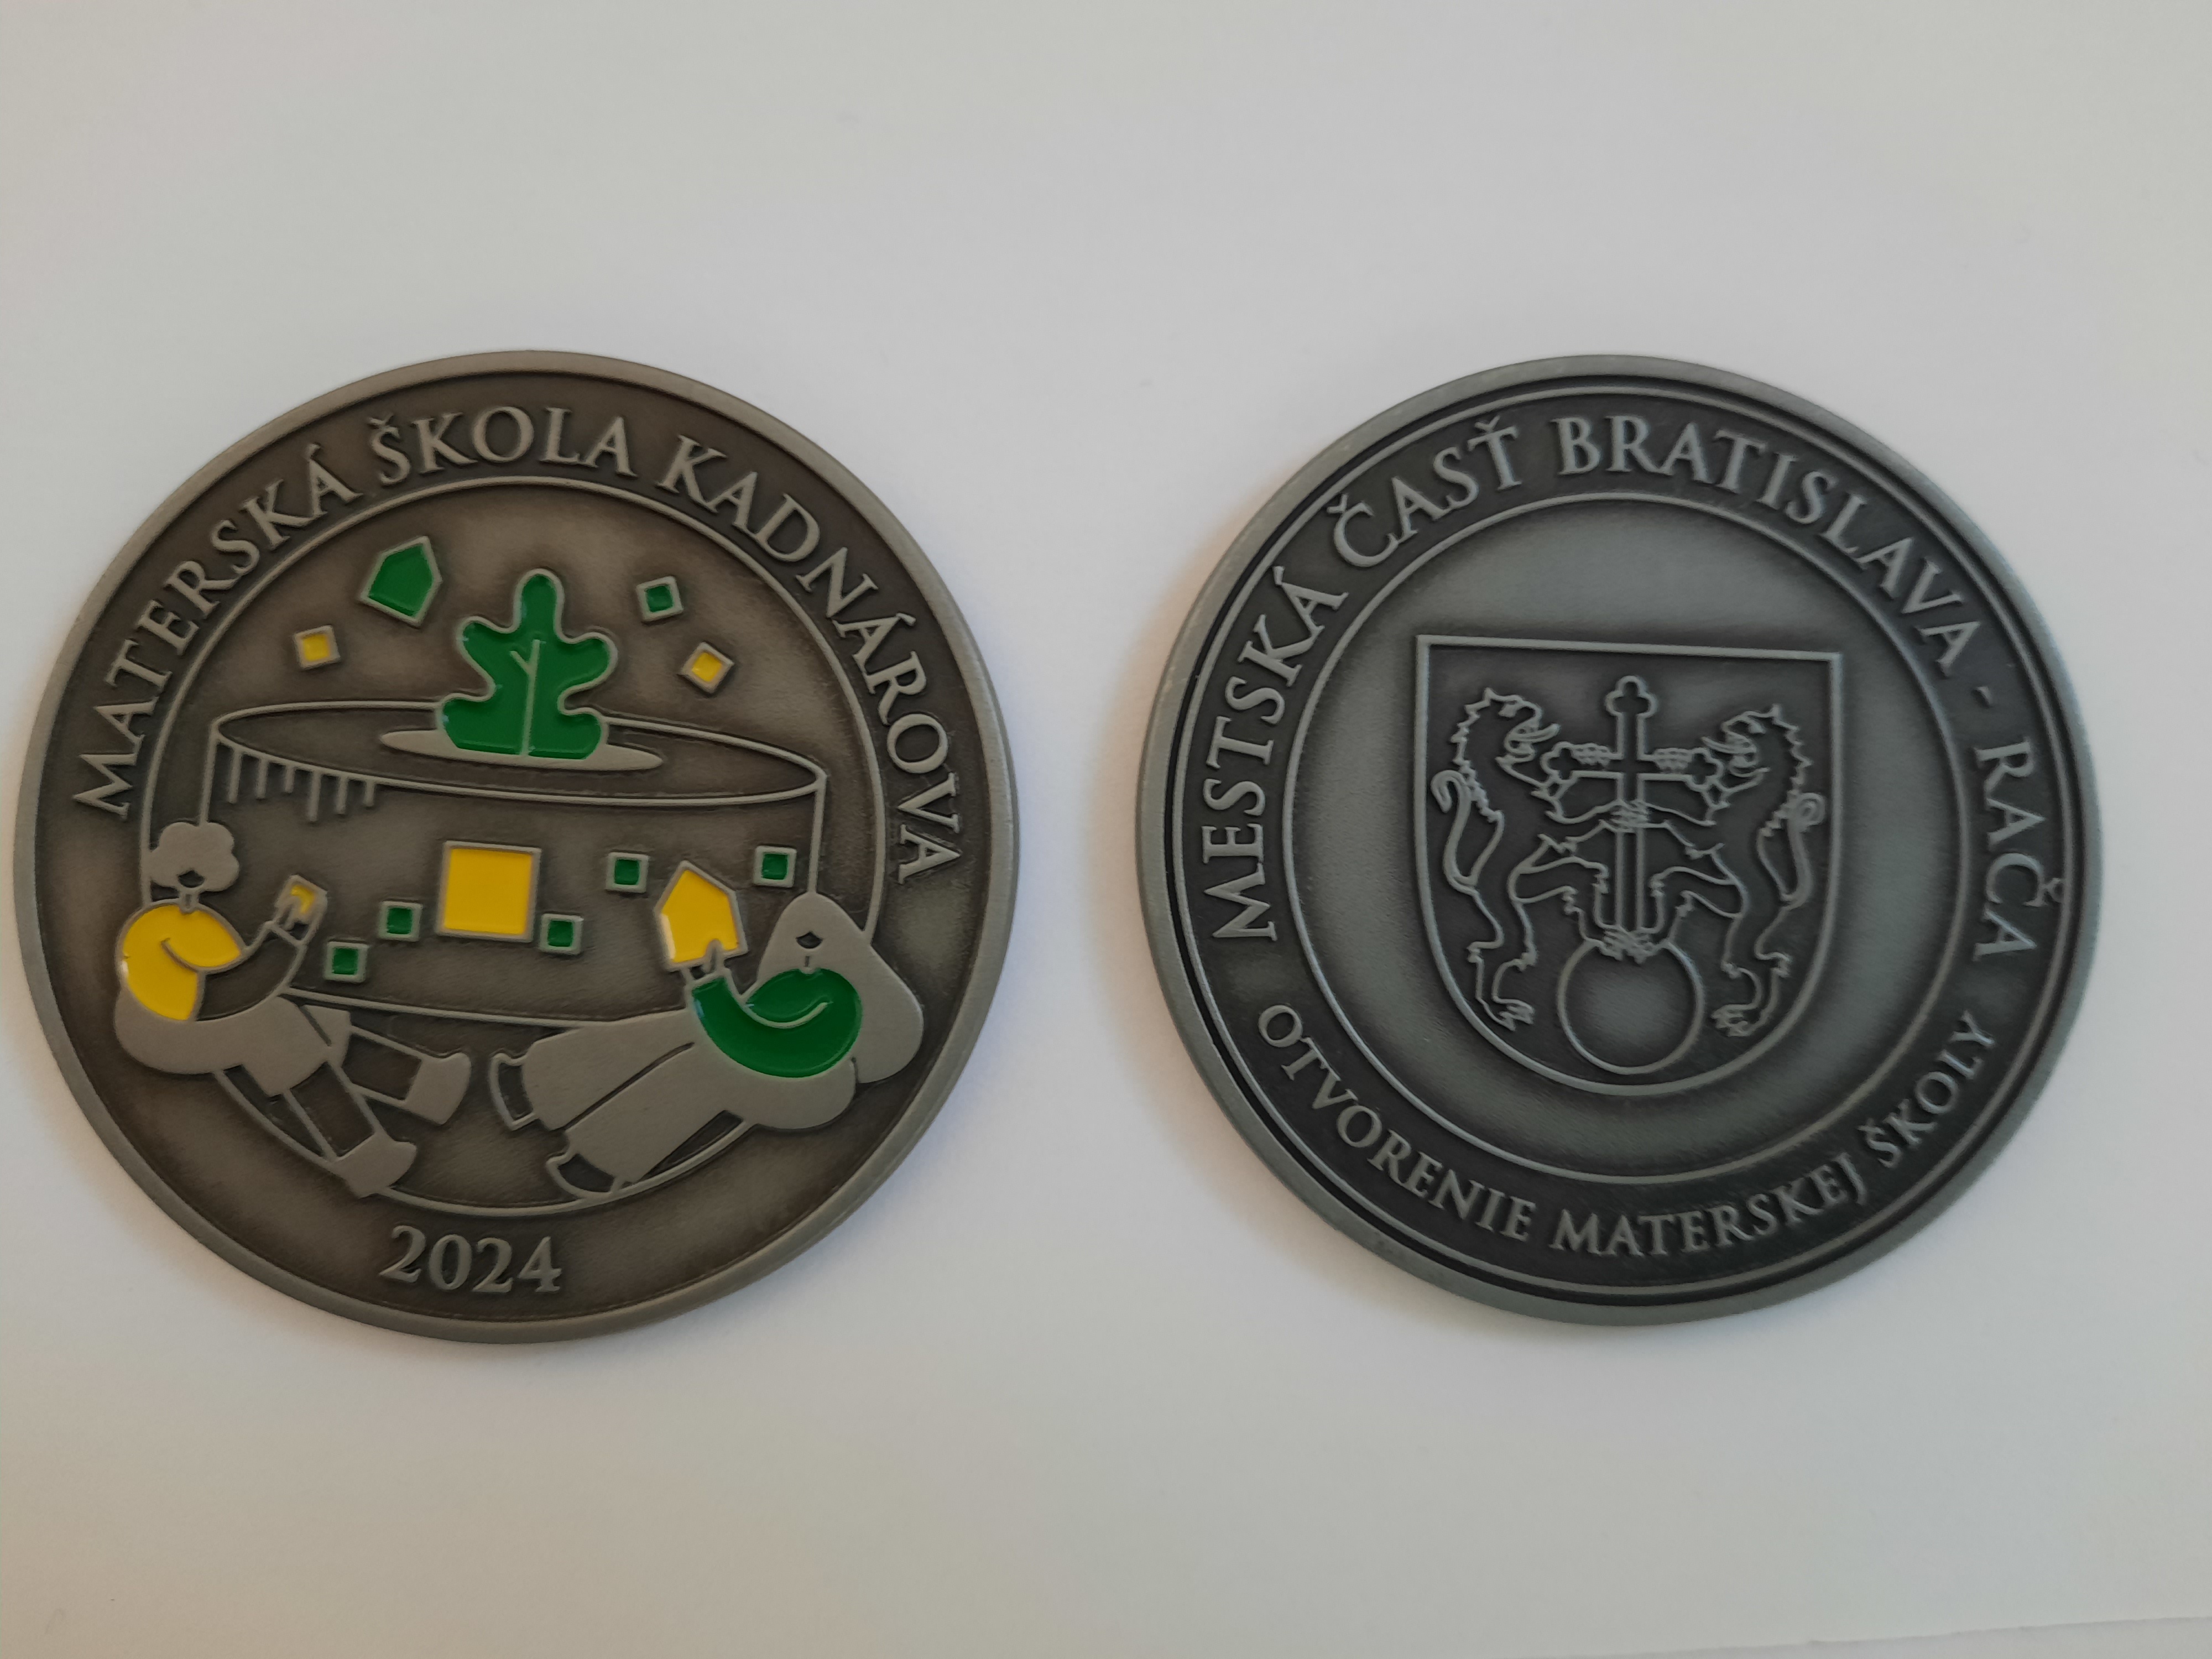 MATERSKÁ ŠKOLA KADNÁROVA
2024
MESTSKÁ ČASŤ BRATISLAVA - RAČA
OTVORENIE MATERSKEJ ŠKOLY